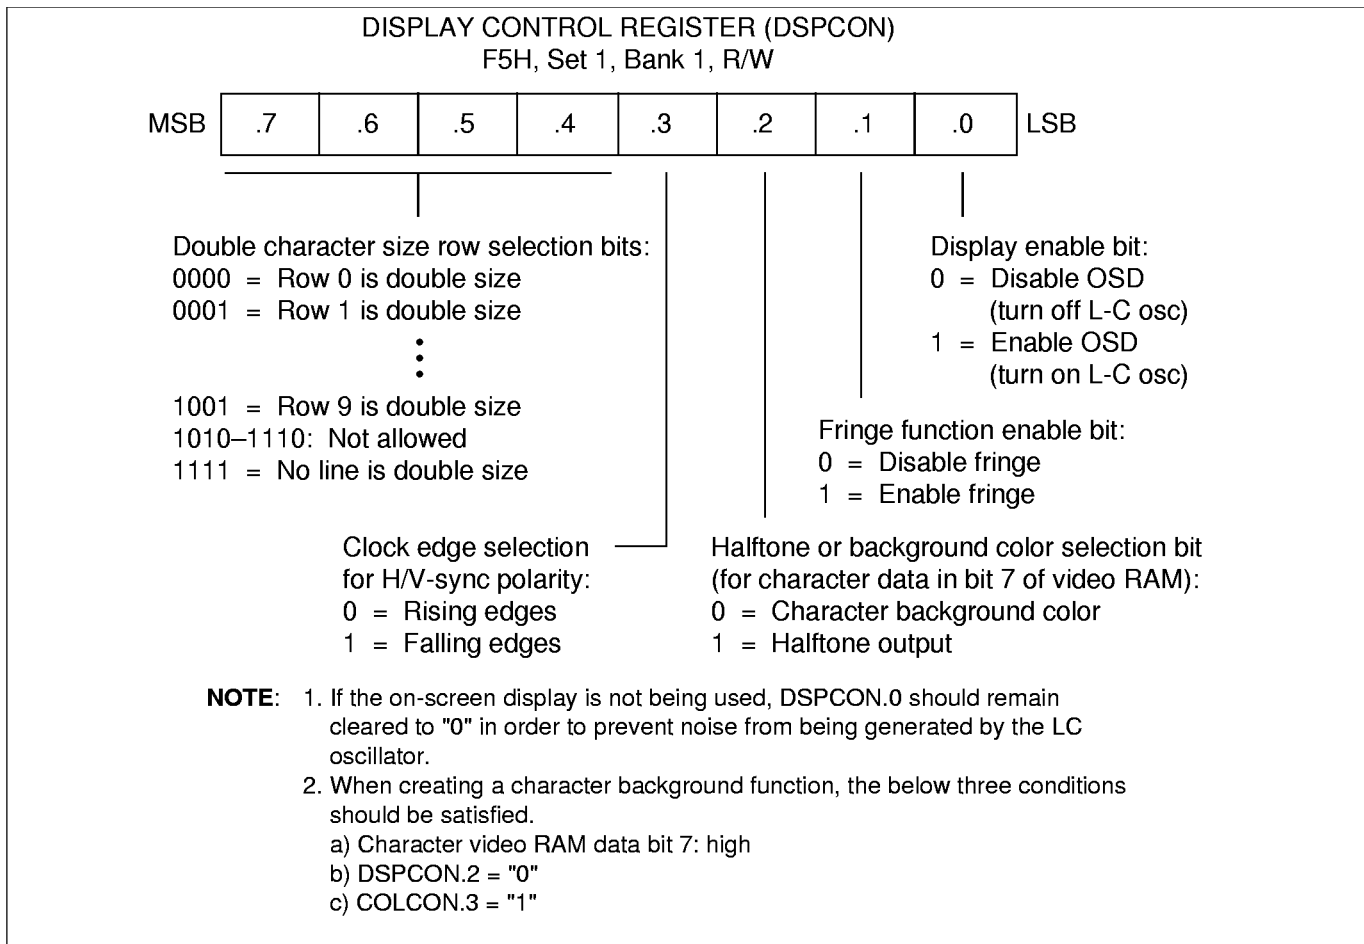 DISPLAY CONTROL REGISTER (DSPCON)
F5H, Set 1, Bank 1, R/W
MSB .7 .6 .5 .4 .3 .2 .1 .0 LSB
Double character size row selection bits:
0000 = Row 0 is double size
0001 = Row 1 is double size
1001 = Row 9 is double size
1010–1110: Not allowed
1111 = No line is double size
Display enable bit:
0 = Disable OSD
(turn off L-C osc)
1 = Enable OSD
(turn on L-C osc)
Fringe function enable bit:
0 = Disable fringe
1 = Enable fringe
Clock edge selection
for H/V-sync polarity:
0 = Rising edges
1 = Falling edges
Halftone or background color selection bit
(for character data in bit 7 of video RAM):
0 = Character background color
1 = Halftone output
NOTE: 1. If the on-screen display is not being used, DSPCON.0 should remain
cleared to "0" in order to prevent noise from being generated by the LC
oscillator.
2. When creating a character background function, the below three conditions
should be satisfied.
a) Character video RAM data bit 7: high
b) DSPCON.2 = "0"
c) COLCON.3 = "1"